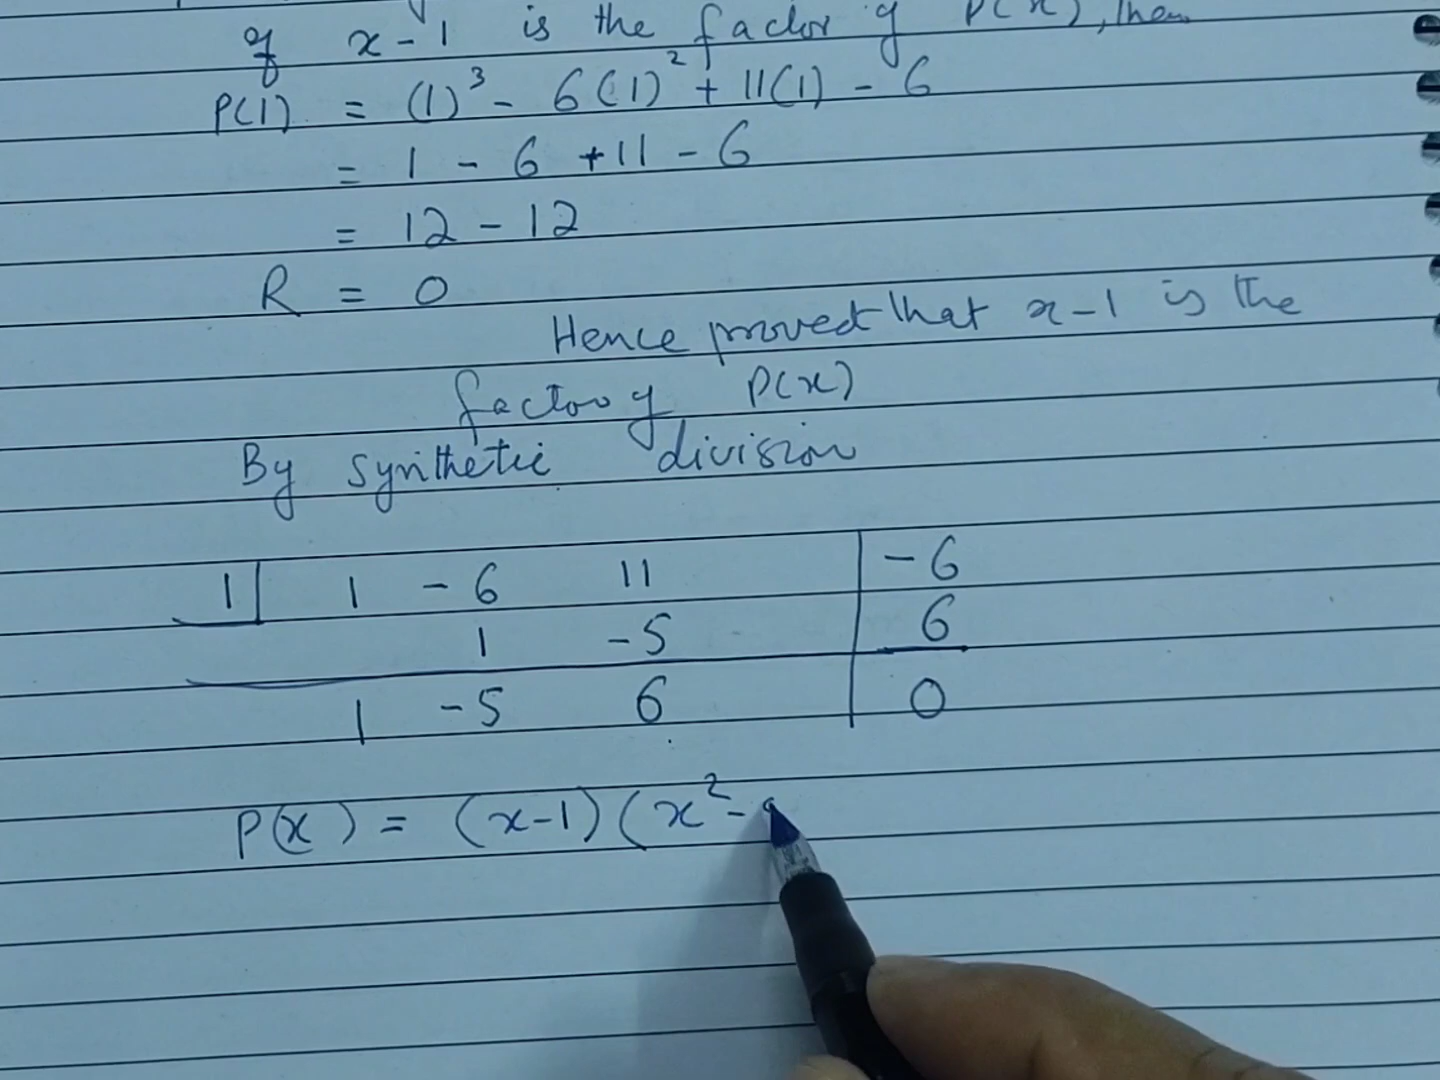 If x-1 is the factor of P(x), then
P(1) = (1)³ - 6(1)² + 11(1) - 6
= 1 - 6 + 11 - 6
= 12 - 12
R = 0
Hence proved that x-1 is the
factor of P(x)
By synthetic division
1 | 1 -6 11 | -6
1 -5 | 6
1 -5 6 | 0
P(x) = (x-1)(x² -